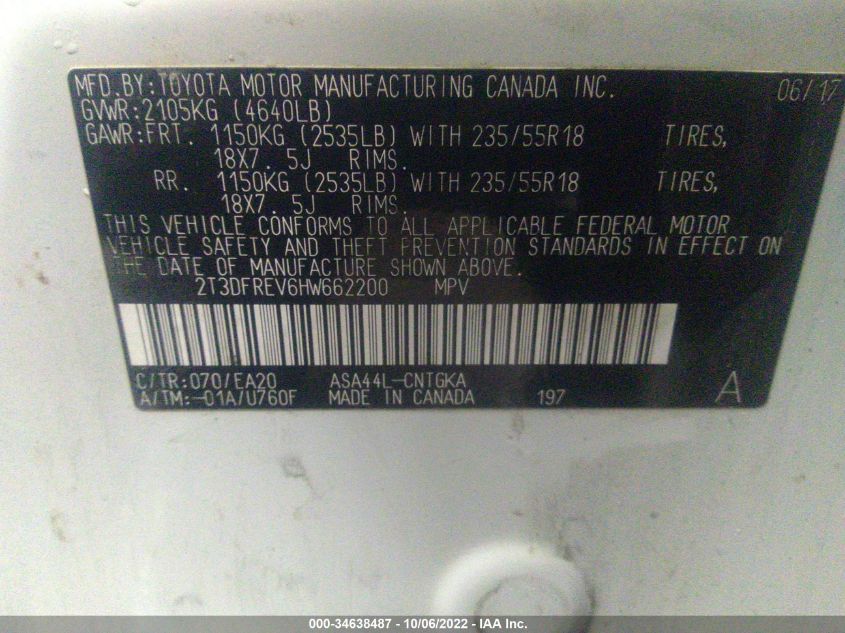 MFD.BY:TOYOTA MOTOR MANUFACTURING CANADA INC. 06/17
GVWR:2105KG (4640LB)
GAWR:FRT. 1150KG (2535LB) WITH 235/55R18 TIRES,
18X7. 5J RIMS.
RR. 1150KG (2535LB) WITH 235/55R18 TIRES,
18X7. 5J RIMS.
THIS VEHICLE CONFORMS TO ALL APPLICABLE FEDERAL MOTOR
VEHICLE SAFETY AND THEFT PREVENTION STANDARDS IN EFFECT ON
THE DATE OF MANUFACTURE SHOWN ABOVE.
2T3DFREV6HW662200 MPV
C/TR:070/EA20 ASA44L-CNTGKA A
A/TM:-01A/U760F MADE IN CANADA 197
000-34638487 - 10/06/2022 - IAA Inc.